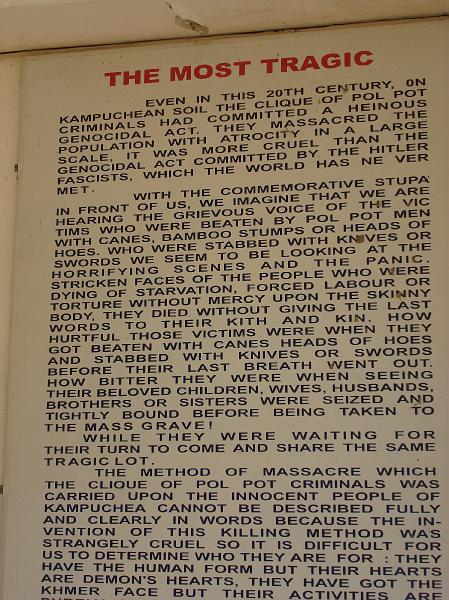 THE MOST TRAGIC
EVEN IN THIS 20TH CENTURY, 0N
KAMPUCHEAN SOIL THE CLIQUE OF POL POT
CRIMINALS HAD COMMITTED A HEINOUS
GENOCIDAL ACT. THEY MASSACRED THE
POPULATION WITH ATROCITY IN A LARGE
SCALE, IT WAS MORE CRUEL THAN THE
GENOCIDAL ACT COMMITTED BY THE HITLER
FASCISTS, WHICH THE WORLD HAS NE VER
MET.
WITH THE COMMEMORATIVE STUPA
IN FRONT OF US, WE IMAGINE THAT WE ARE
HEARING THE GRIEVOUS VOICE OF THE VIC
TIMS WHO WERE BEATEN BY POL POT MEN
WITH CANES, BAMBOO STUMPS OR HEADS OF
HOES. WHO WERE STABBED WITH KNIVES OR
SWORDS WE SEEM TO BE LOOKING AT THE
HORRIFYING SCENES AND THE PANIC.
STRICKEN FACES OF THE PEOPLE WHO WERE
DYING OF STARVATION, FORCED LABOUR OR
TORTURE WITHOUT MERCY UPON THE SKINNY
BODY, THEY DIED WITHOUT GIVING THE LAST
WORDS TO THEIR KITH AND KIN. HOW
HURTFUL THOSE VICTIMS WERE WHEN THEY
GOT BEATEN WITH CANES HEADS OF HOES
AND STABBED WITH KNIVES OR SWORDS
BEFORE THEIR LAST BREATH WENT OUT.
HOW BITTER THEY WERE WHEN SEEING
THEIR BELOVED CHILDREN, WIVES, HUSBANDS,
BROTHERS OR SISTERS WERE SEIZED AND
TIGHTLY BOUND BEFORE BEING TAKEN TO
THE MASS GRAVE!
WHILE THEY WERE WAITING FOR
THEIR TURN TO COME AND SHARE THE SAME
TRAGIC LOT.
THE METHOD OF MASSACRE WHICH
THE CLIQUE OF POL POT CRIMINALS WAS
CARRIED UPON THE INNOCENT PEOPLE OF
KAMPUCHEA CANNOT BE DESCRIBED FULLY
AND CLEARLY IN WORDS BECAUSE THE IN-
VENTION OF THIS KILLING METHOD WAS
STRANGELY CRUEL SO IT IS DIFFICULT FOR
US TO DETERMINE WHO THEY ARE FOR : THEY
HAVE THE HUMAN FORM BUT THEIR HEARTS
ARE DEMON'S HEARTS, THEY HAVE GOT THE
KHMER FACE BUT THEIR ACTIVITIES ARE